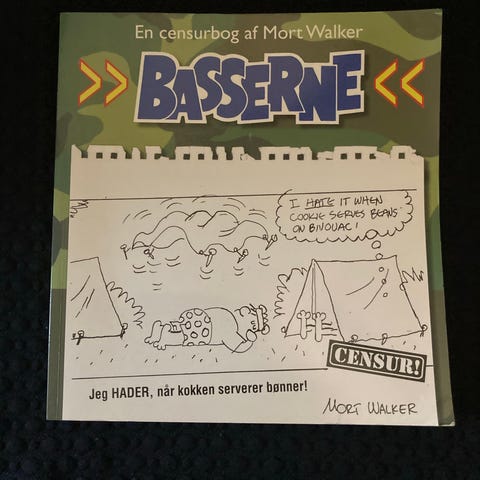 En censurbog af Mort Walker
BASSERNE
I HATE IT WHEN
COOKIE SERVES BEANS
ON BIVOUAC!
CENSUR!
Jeg HADER, når kokken serverer bønner!
MORT WALKER